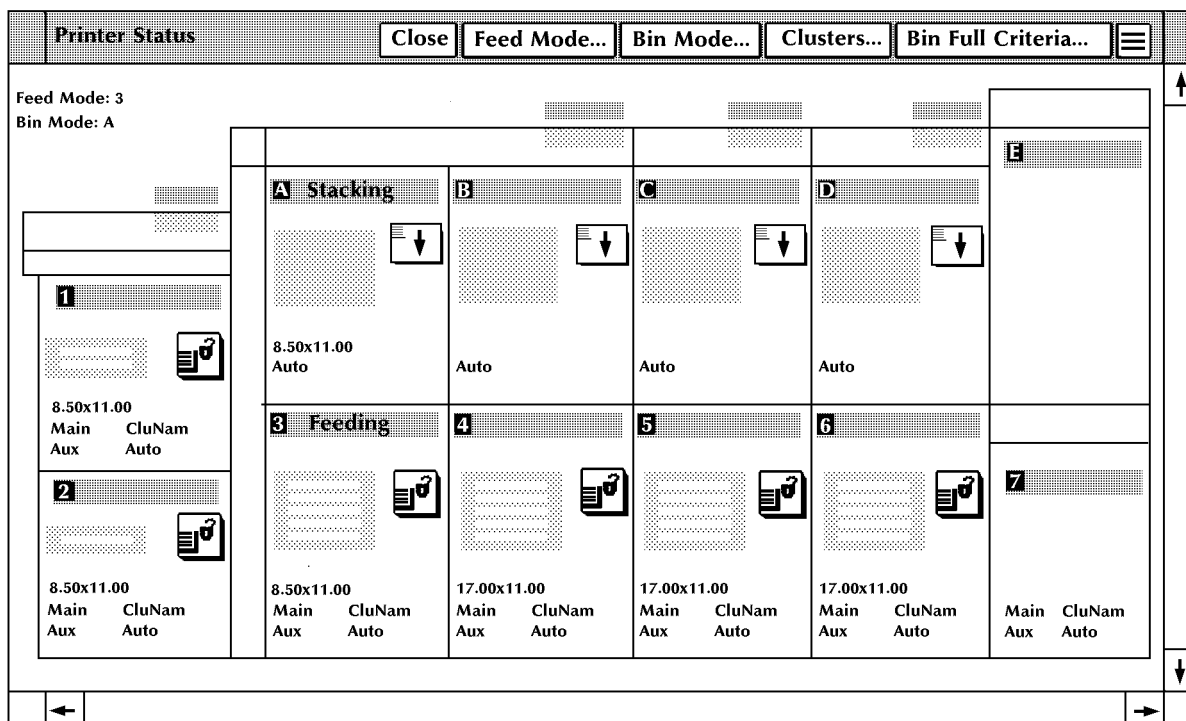 Printer Status
Close
Feed Mode...
Bin Mode...
Clusters...
Bin Full Criteria...
Feed Mode: 3
Bin Mode: A
A Stacking
8.50x11.00
Auto
B
Auto
C
Auto
D
Auto
E
1
8.50x11.00
Main CluNam
Aux Auto
2
8.50x11.00
Main CluNam
Aux Auto
3 Feeding
8.50x11.00
Main CluNam
Aux Auto
4
17.00x11.00
Main CluNam
Aux Auto
5
17.00x11.00
Main CluNam
Aux Auto
6
17.00x11.00
Main CluNam
Aux Auto
7
Main CluNam
Aux Auto